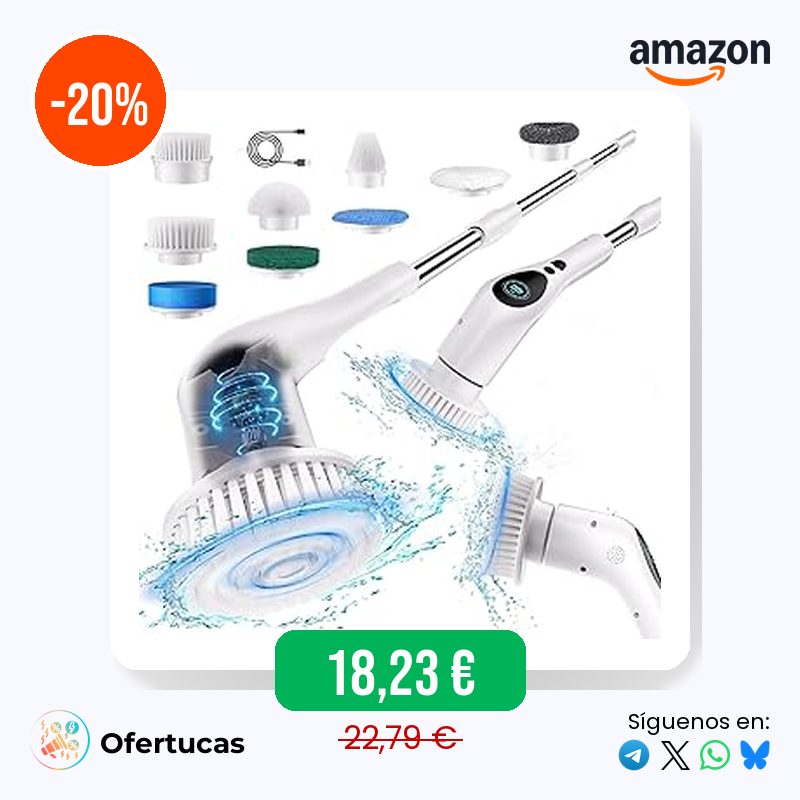 -20%
amazon
18,23 €
22,79 €
Ofertucas
Síguenos en: